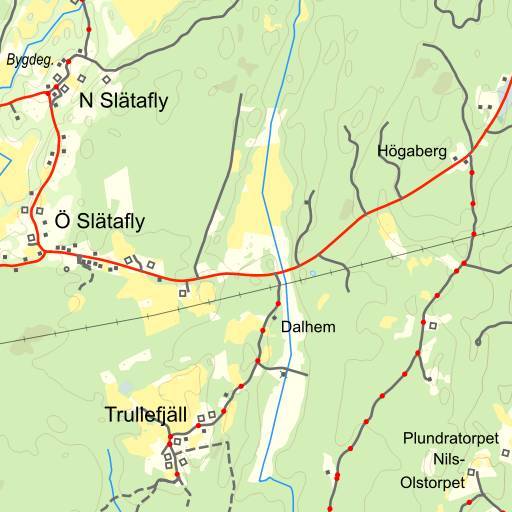 Bygdeg.
N Slätafly
Högaberg
Ö Slätafly
Dalhem
Trullefjäll
Plundratorpet
Nils-
Olstorpet